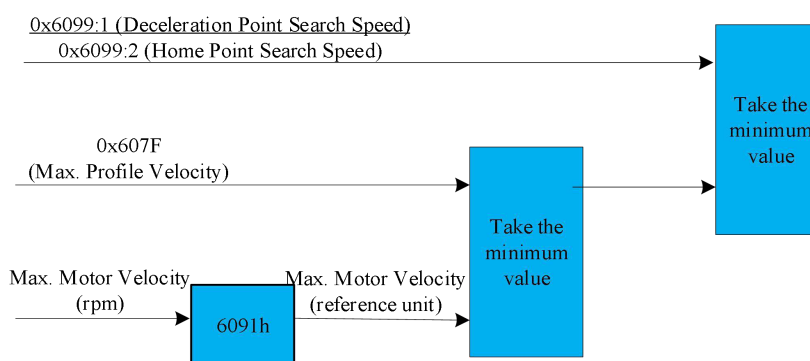 0x6099:1 (Deceleration Point Search Speed)
0x6099:2 (Home Point Search Speed)
Take the
minimum
value
0x607F
(Max. Profile Velocity)
Take the
minimum
value
Max. Motor Velocity
(rpm)
6091h
Max. Motor Velocity
(reference unit)